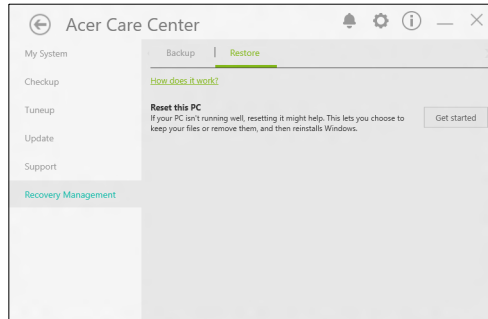 Acer Care Center
My System
Checkup
Tuneup
Update
Support
Recovery Management
Backup | Restore
How does it work?
Reset this PC
If your PC isn't running well, resetting it might help. This lets you choose to
keep your files or remove them, and then reinstalls Windows.
Get started